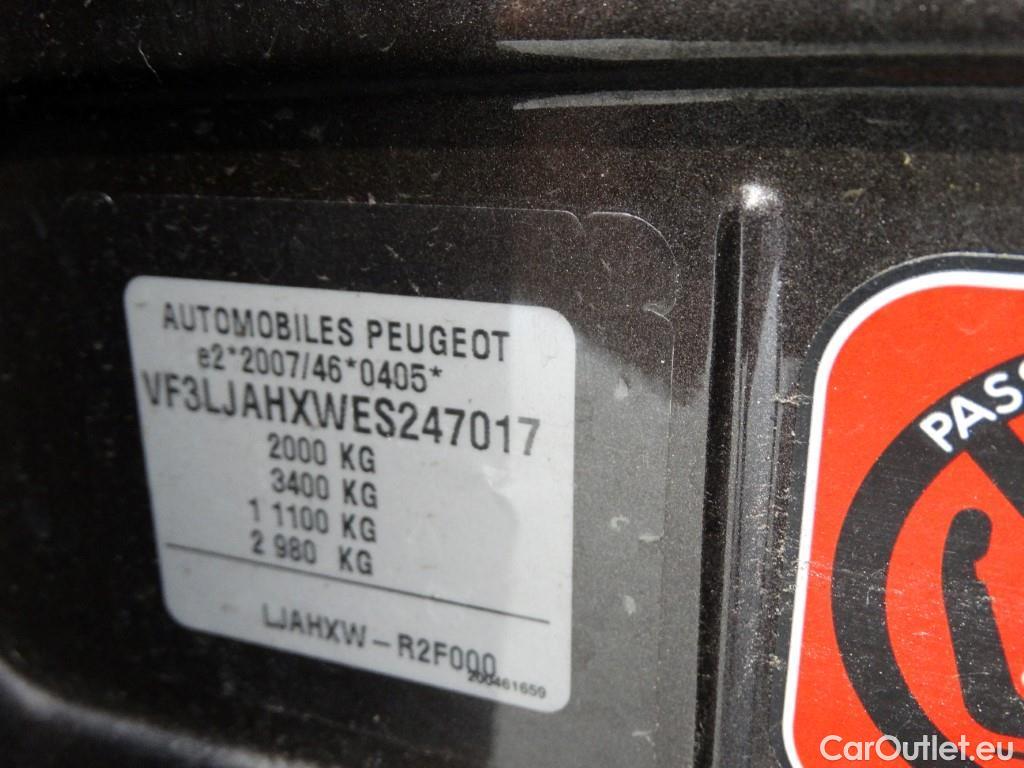 AUTOMOBILES PEUGEOT
e2*2007/46*0405*
VF3LJAHXWES247017
2000 KG
3400 KG
1 1100 KG
2 980 KG
LJAHXW-R2F000
200461659
PASS
CarOutlet.eu